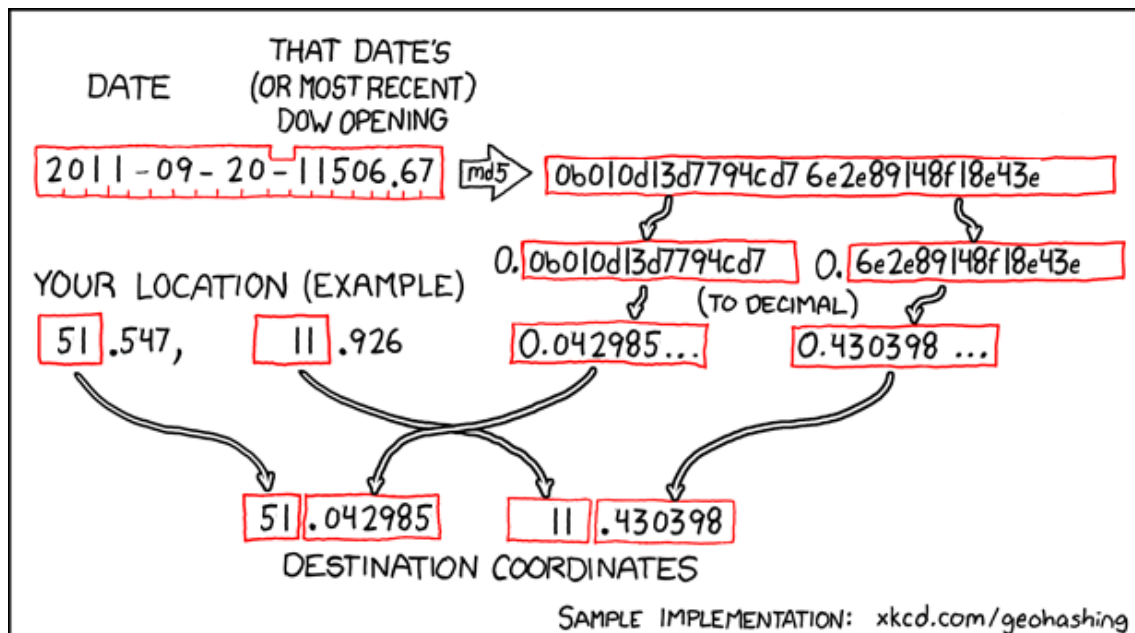 DATE
THAT DATE'S
(OR MOST RECENT)
DOW OPENING
2011-09-20-11506.67
md5
0b010d13d7794cd76e2e89148f18e43e
0.0b010d13d7794cd7
0.6e2e89148f18e43e
YOUR LOCATION (EXAMPLE)
(TO DECIMAL)
51.547, 11.926
0.042985...
0.430398 ...
51.042985
11.430398
DESTINATION COORDINATES
SAMPLE IMPLEMENTATION: xkcd.com/geohashing